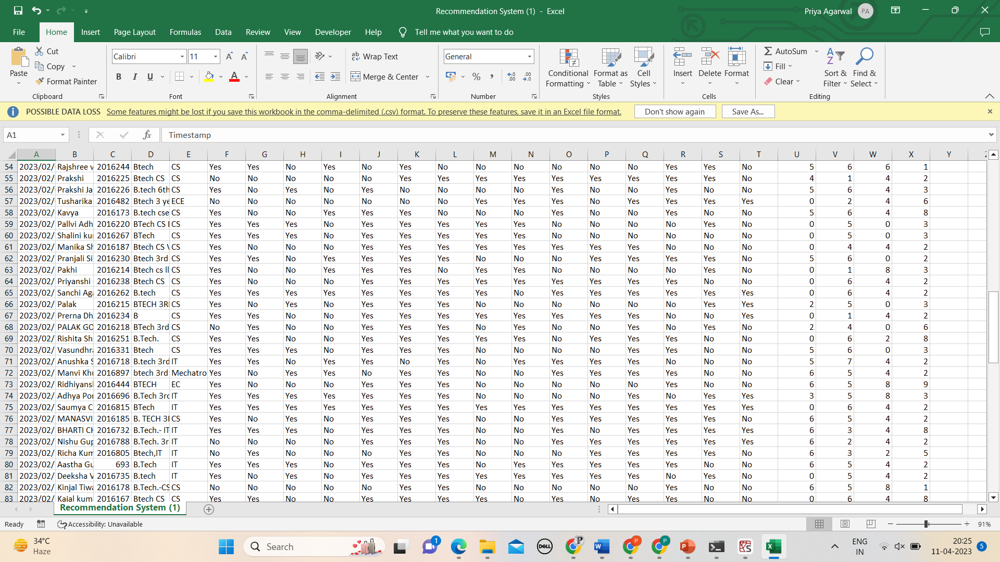 Recommendation System (1) - Excel
Priya Agarwal PA
File Home Insert Page Layout Formulas Data Review View Developer Help Tell me what you want to do
Paste
Cut
Copy
Format Painter
Clipboard
Calibri 11
B I U
Font
Wrap Text
Merge & Center
Alignment
General
Number
Conditional Formatting
Format as Table
Cell Styles
Styles
Insert
Delete
Format
Cells
AutoSum
Fill
Clear
Sort & Filter
Find & Select
Editing
POSSIBLE DATA LOSS Some features might be lost if you save this workbook in the comma-delimited (.csv) format. To preserve these features, save it in an Excel file format. Don't show again Save As...
A1 fx Timestamp
A B C D E F G H I J K L M N O P Q R S T U V W X Y
54 2023/02/ Rajshree v 2016244 Btech CS Yes Yes No Yes No Yes No No No No No No Yes Yes No 5 6 6 1
55 2023/02/ Prakshi 2016225 Btech CS CS No No No No No Yes Yes Yes Yes Yes Yes Yes Yes Yes No 4 1 4 2
56 2023/02/ Prakshi Ja 2016226 B.tech 6th CS Yes No Yes No Yes No No No No Yes No No Yes No No 5 6 4 3
57 2023/02/ Tusharika 2016482 Btech 3 ye ECE No No No No No No No Yes Yes Yes No Yes Yes Yes Yes 0 2 4 6
58 2023/02/ Kavya 2016173 B.tech cse CS Yes No No Yes Yes Yes No No No Yes No No Yes No No 5 6 4 8
59 2023/02/ Pallvi Adh 2016220 BTech CS I CS Yes Yes Yes No Yes Yes Yes Yes Yes No No No No Yes No 0 5 0 3
60 2023/02/ Shalini ku 2016267 BTech CS Yes Yes Yes No Yes Yes Yes Yes Yes No No No No No No 0 5 0 3
61 2023/02/ Manika Sh 2016187 Btech CS V CS Yes No No No Yes Yes Yes Yes Yes Yes Yes Yes No No No 0 4 4 2
62 2023/02/ Pranjali Si 2016230 Btech 3rd CS Yes Yes No Yes Yes Yes Yes No No No Yes Yes Yes Yes No 5 6 0 2
63 2023/02/ Pakhi 2016214 Btech cs ll CS Yes No No Yes Yes Yes No Yes Yes No No No No Yes No 0 1 8 3
64 2023/02/ Priyanshi 2016238 Btech CS CS Yes No No No Yes Yes Yes Yes Yes Yes Yes Yes Yes No No 0 6 4 2
65 2023/02/ Sanchi Aga 2016262 B.tech CS Yes Yes Yes Yes Yes Yes Yes Yes No Yes Yes Yes Yes Yes Yes 0 6 4 2
66 2023/02/ Palak 2016215 BTECH 3RI CS Yes No Yes No Yes Yes Yes No No No No No No Yes Yes 2 5 0 3
67 2023/02/ Prerna Dh 2016234 B CS Yes Yes No No Yes Yes Yes Yes Yes Yes Yes Yes No No Yes 0 1 4 2
68 2023/02/ PALAK GO 2016218 BTech 3rd CS No Yes No No Yes Yes Yes No Yes No No Yes No Yes No 2 4 0 6
69 2023/02/ Rishita Sh 2016251 B.Tech. CS Yes Yes No No Yes Yes Yes Yes Yes No Yes Yes Yes No No 0 6 2 8
70 2023/02/ Vasundhra 2016331 Btech CS Yes Yes Yes No Yes Yes Yes No No No No Yes Yes No No 5 6 0 3
71 2023/02/ Anushka S 2016718 B.tech 3rd IT Yes Yes No Yes Yes No Yes No Yes Yes Yes Yes No No No 5 7 4 2
72 2023/02/ Manvi Khu 2016897 btech 3rd Mechatro Yes No Yes Yes No Yes Yes No No Yes Yes Yes Yes No No 6 5 4 2
73 2023/02/ Ridhiyansl 2016444 BTECH EC Yes No No No Yes Yes Yes No No No No No Yes No No 6 5 8 9
74 2023/02/ Adhya Por 2016696 B.Tech 3rd IT Yes Yes Yes Yes Yes Yes Yes No No No No Yes No Yes Yes 3 5 8 3
75 2023/02/ Saumya C 2016815 BTech IT Yes Yes Yes Yes Yes Yes Yes Yes Yes Yes Yes Yes Yes Yes Yes 0 6 4 2
76 2023/02/ MANASVI 2016185 B. TECH 3I CS Yes No Yes No Yes Yes Yes No No Yes Yes Yes Yes Yes No 6 5 4 2
77 2023/02/ BHARTI CH 2016732 B.Tech.- IT IT Yes Yes Yes No Yes Yes Yes No No Yes No Yes Yes Yes Yes 6 3 4 8
78 2023/02/ Nishu Gup 2016788 B.Tech. 3r IT No No No No Yes Yes Yes No No Yes Yes Yes Yes Yes Yes 6 2 4 2
79 2023/02/ Richa Kum 2016805 Btech,IT IT No Yes No No No Yes Yes No No No Yes Yes Yes Yes No 6 3 2 5
80 2023/02/ Aastha Gu 693 B.Tech IT Yes Yes Yes No Yes Yes Yes No Yes Yes Yes Yes Yes No No 6 5 4 2
81 2023/02/ Deeksha V 2016735 B.tech IT Yes No Yes No Yes Yes Yes Yes Yes Yes Yes Yes No Yes No 0 5 4 2
82 2023/02/ Kinjal Tiwa 2016178 B.Tech.-CS CS No No No No No Yes Yes No No No No No Yes No No 6 5 8 1
83 2023/02/ Kajal kum 2016167 Btech CS CS Yes Yes No No Yes Yes Yes Yes No Yes No Yes Yes No No 0 6 4 8
Recommendation System (1)
Ready Accessibility: Unavailable 91%
34°C
Haze
Search
1
DELL
ENG
IN
20:25
11-04-2023
5